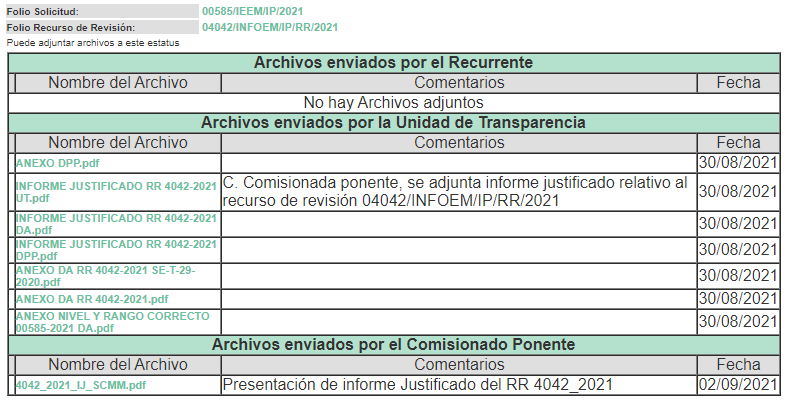 Folio Solicitud: 00585/IEEM/IP/2021
Folio Recurso de Revisión: 04042/INFOEM/IP/RR/2021
Puede adjuntar archivos a este estatus
Archivos enviados por el Recurrente
Nombre del Archivo Comentarios Fecha
No hay Archivos adjuntos
Archivos enviados por la Unidad de Transparencia
Nombre del Archivo Comentarios Fecha
ANEXO DPP.pdf 30/08/2021
INFORME JUSTIFICADO RR 4042-2021 UT.pdf C. Comisionada ponente, se adjunta informe justificado relativo al recurso de revisión 04042/INFOEM/IP/RR/2021 30/08/2021
INFORME JUSTIFICADO RR 4042-2021 DA.pdf 30/08/2021
INFORME JUSTIFICADO RR 4042-2021 DPP.pdf 30/08/2021
ANEXO DA RR 4042-2021 SE-T-29-2020.pdf 30/08/2021
ANEXO DA RR 4042-2021.pdf 30/08/2021
ANEXO NIVEL Y RANGO CORRECTO 00585-2021 DA.pdf 30/08/2021
Archivos enviados por el Comisionado Ponente
Nombre del Archivo Comentarios Fecha
4042_2021_IJ_SCMM.pdf Presentación de informe Justificado del RR 4042_2021 02/09/2021